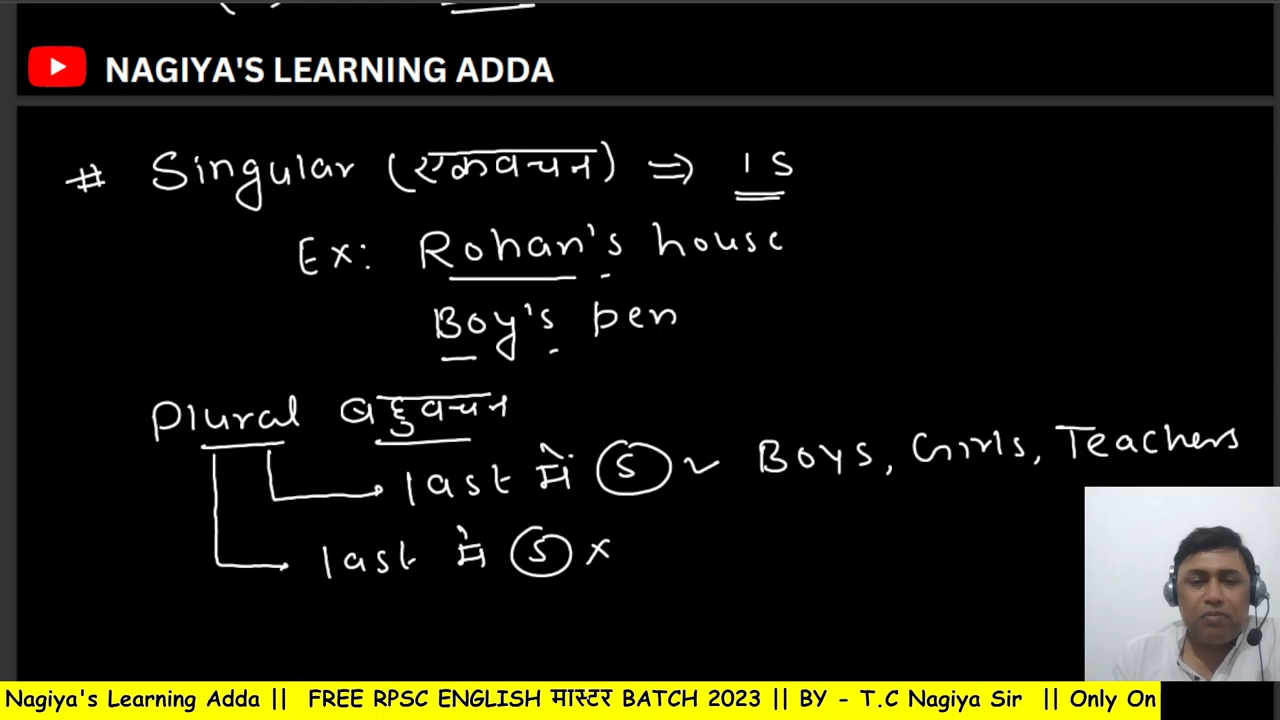 NAGIYA'S LEARNING ADDA
# Singular (एकवचन) ⇒ 's
Ex: Rohan's house
Boy's pen
Plural बहुवचन
last में S ✓ Boys, Girls, Teachers
last में S ×
Nagiya's Learning Adda || FREE RPSC ENGLISH मास्टर BATCH 2023 || BY - T.C Nagiya Sir || Only On